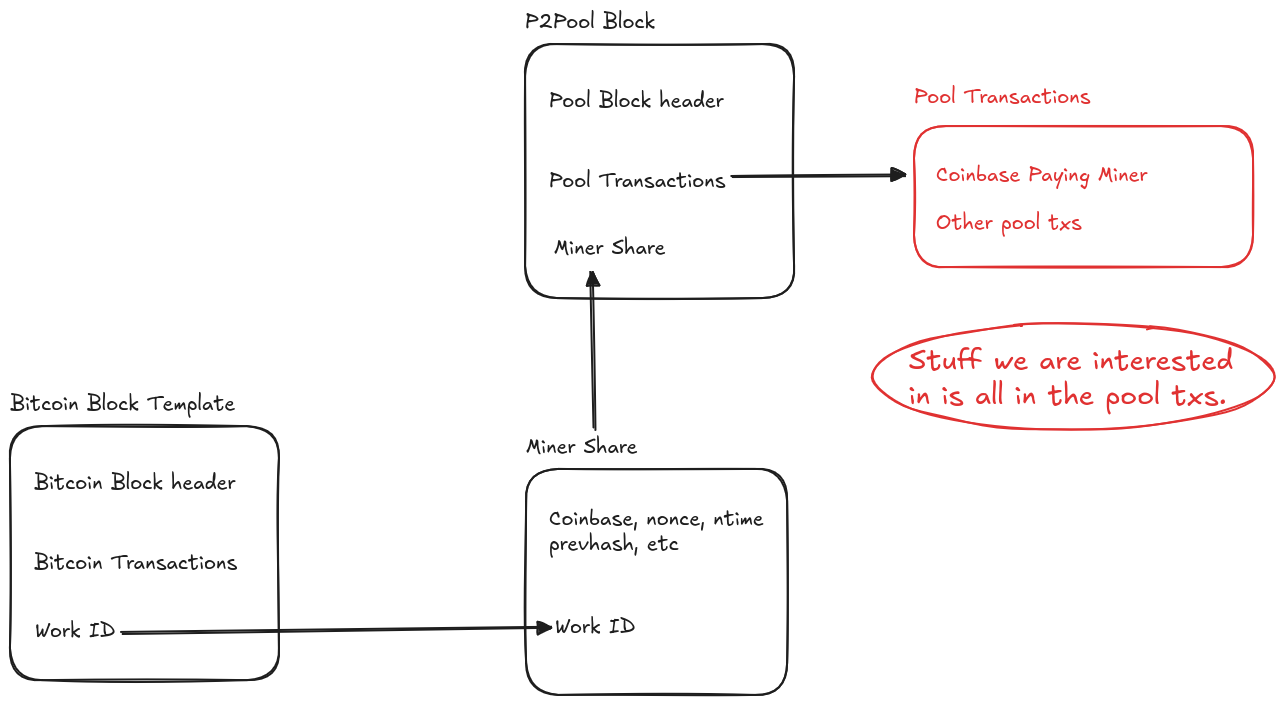 P2Pool Block
Pool Block header
Pool Transactions
Miner Share
Pool Transactions
Coinbase Paying Miner
Other pool txs
Stuff we are interested
in is all in the pool txs.
Bitcoin Block Template
Bitcoin Block header
Bitcoin Transactions
Work ID
Miner Share
Coinbase, nonce, ntime
prevhash, etc
Work ID